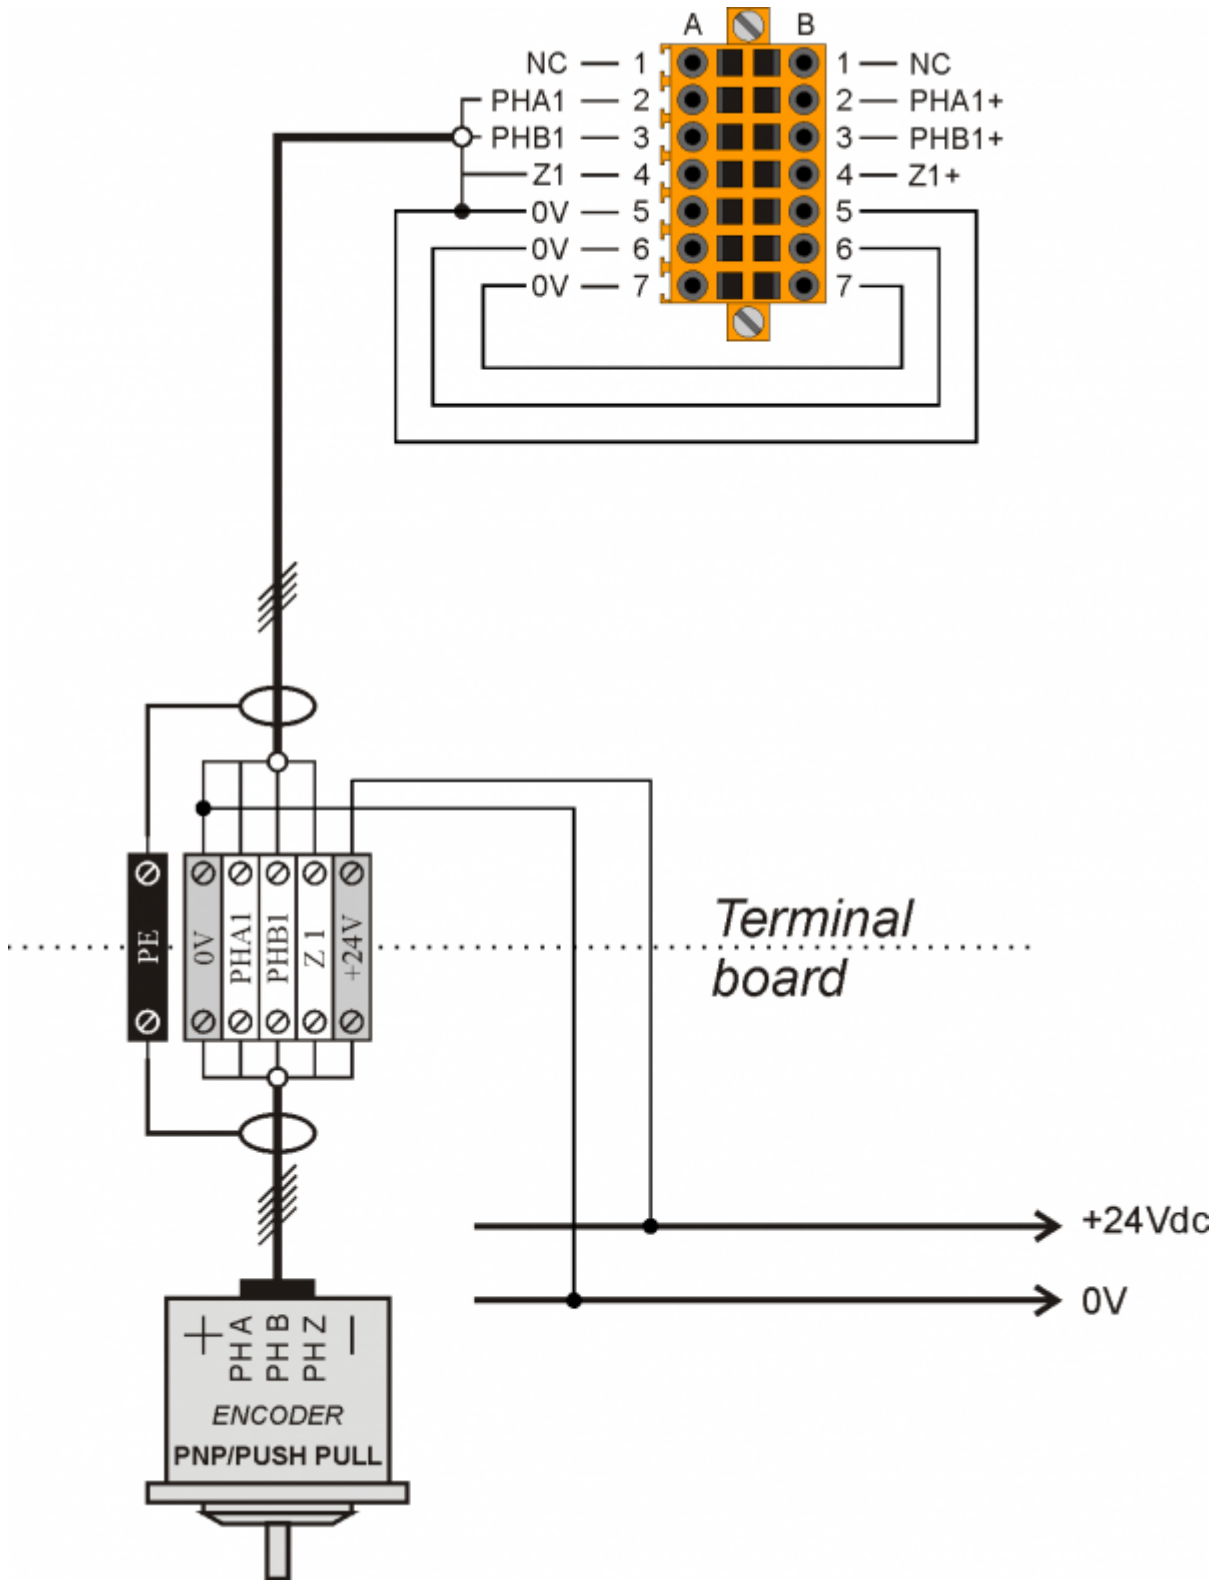 A B
NC 1 1 NC
PHA1 2 2 PHA1+
PHB1 3 3 PHB1+
Z1 4 4 Z1+
0V 5 5
0V 6 6
0V 7 7
PE 0V PHA1 PHB1 Z1 +24V
Terminal
board
+24Vdc
0V
+ PH A PH B PH Z –
ENCODER
PNP/PUSH PULL